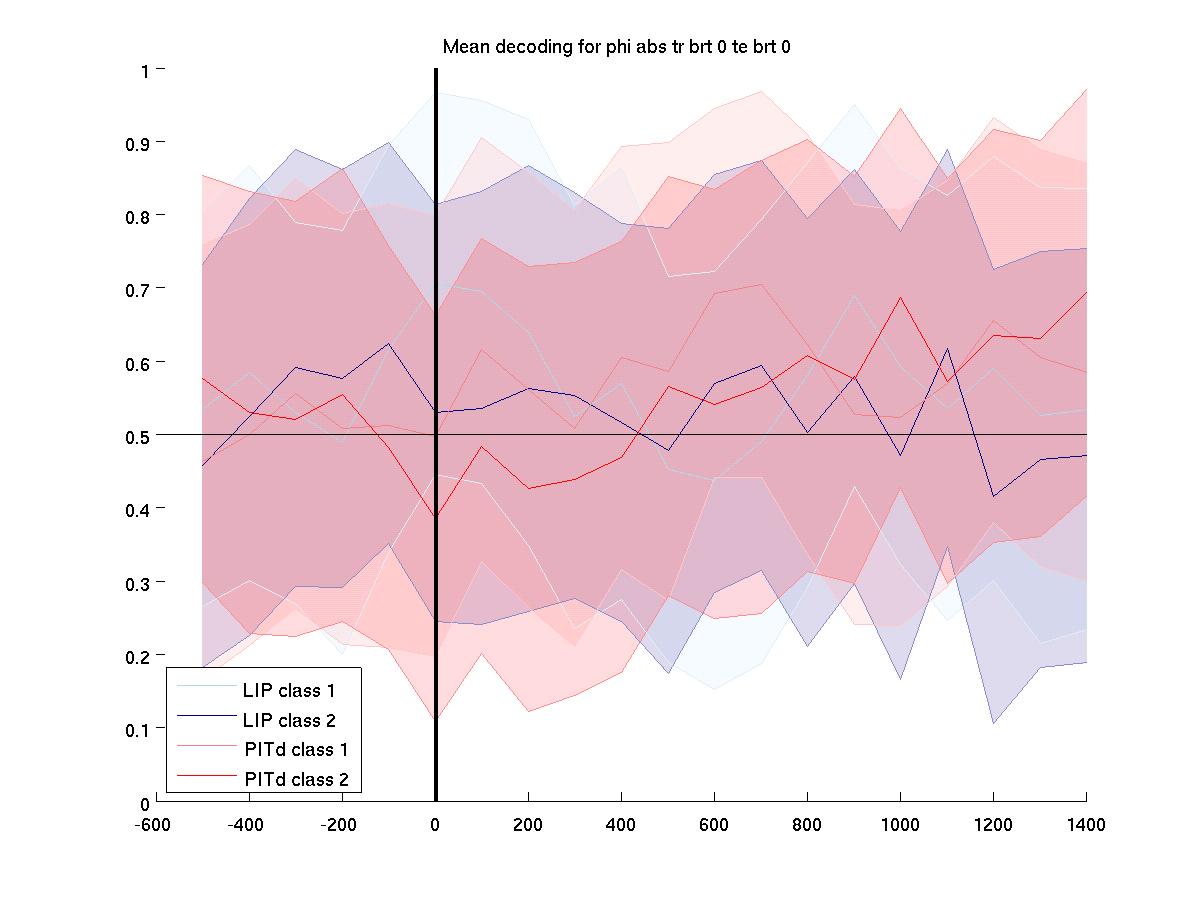 Mean decoding for phi abs tr brt 0 te brt 0
1
0.9
0.8
0.7
0.6
0.5
0.4
0.3
0.2
0.1
0
LIP class 1
LIP class 2
PITd class 1
PITd class 2
-600 -400 -200 0 200 400 600 800 1000 1200 1400